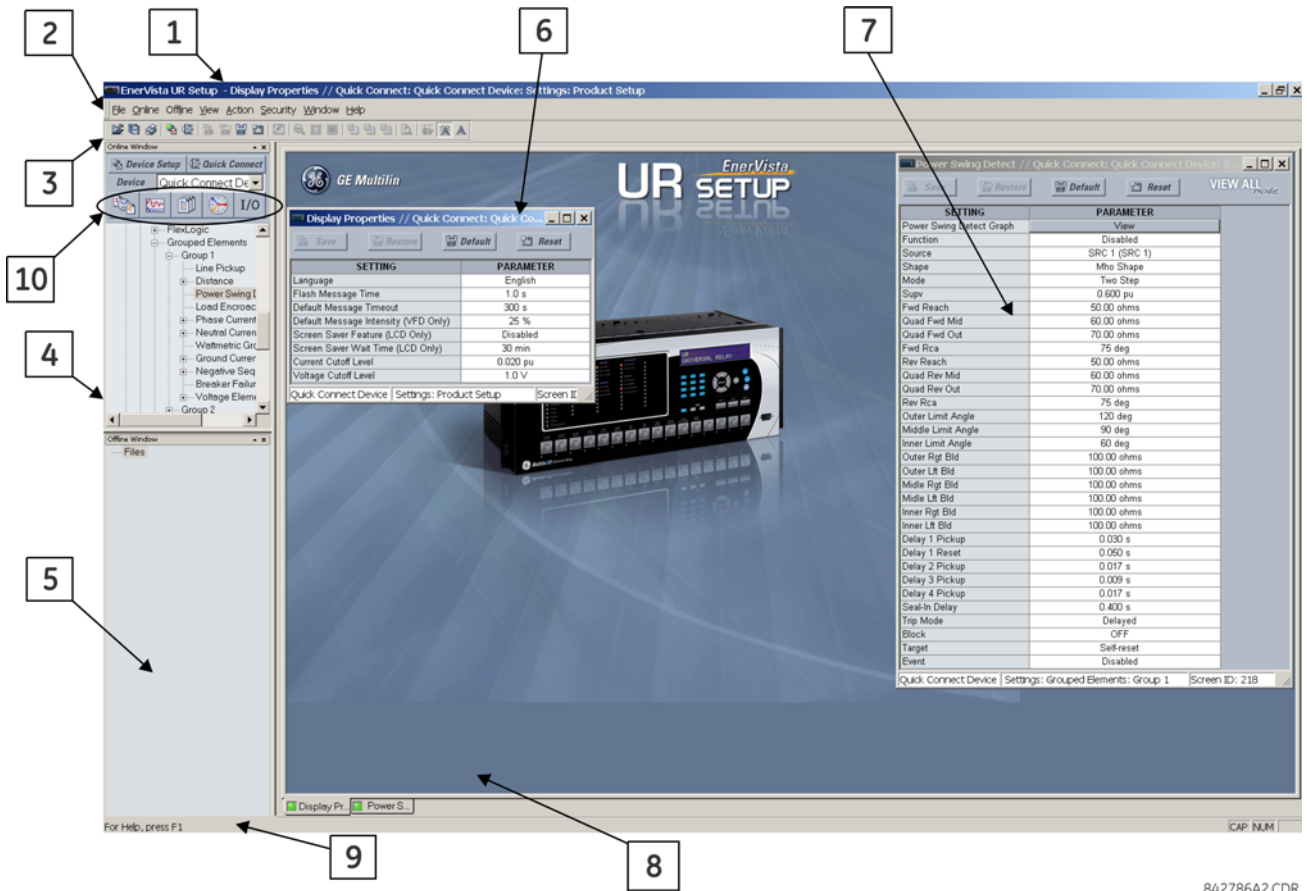 2
1
6
7
EnerVista UR Setup - Display Properties // Quick Connect: Quick Connect Device: Settings: Product Setup
File Online Offline View Action Security Window Help
3
Online Window
Device Setup Quick Connect
Device Quick Connect De
I/O
10
FlexLogic
Grouped Elements
Group 1
Line Pickup
Distance
Power Swing D
Load Encroac
Phase Current
Neutral Curren
Wattmetric Gro
Ground Currer
Negative Seq
Breaker Failur
Voltage Eleme
Group 2
4
Offline Window
Files
5
GE Multilin
EnerVista
UR SETUP
Display Properties // Quick Connect: Quick Co...
Save Restore Default Reset
SETTING PARAMETER
Language English
Flash Message Time 1.0 s
Default Message Timeout 300 s
Default Message Intensity (VFD Only) 25 %
Screen Saver Feature (LCD Only) Disabled
Screen Saver Wait Time (LCD Only) 30 min
Current Cutoff Level 0.020 pu
Voltage Cutoff Level 1.0 V
Quick Connect Device Settings: Product Setup Screen ID
UR
UNIVERSAL RELAY
Power Swing Detect // Quick Connect: Quick Connect Device: S...
Save Restore Default Reset VIEW ALL mode
SETTING PARAMETER
Power Swing Detect Graph View
Function Disabled
Source SRC 1 (SRC 1)
Shape Mho Shape
Mode Two Step
Supv 0.600 pu
Fwd Reach 50.00 ohms
Quad Fwd Mid 60.00 ohms
Quad Fwd Out 70.00 ohms
Fwd Rca 75 deg
Rev Reach 50.00 ohms
Quad Rev Mid 60.00 ohms
Quad Rev Out 70.00 ohms
Rev Rca 75 deg
Outer Limit Angle 120 deg
Middle Limit Angle 90 deg
Inner Limit Angle 60 deg
Outer Rgt Bld 100.00 ohms
Outer Lft Bld 100.00 ohms
Midle Rgt Bld 100.00 ohms
Midle Lft Bld 100.00 ohms
Inner Rgt Bld 100.00 ohms
Inner Lft Bld 100.00 ohms
Delay 1 Pickup 0.030 s
Delay 1 Reset 0.050 s
Delay 2 Pickup 0.017 s
Delay 3 Pickup 0.009 s
Delay 4 Pickup 0.017 s
Seal-In Delay 0.400 s
Trip Mode Delayed
Block OFF
Target Self-reset
Event Disabled
Quick Connect Device Settings: Grouped Elements: Group 1 Screen ID: 218
Display Pr... Power S...
For Help, press F1
CAP NUM
9
8
842786A2.CDR